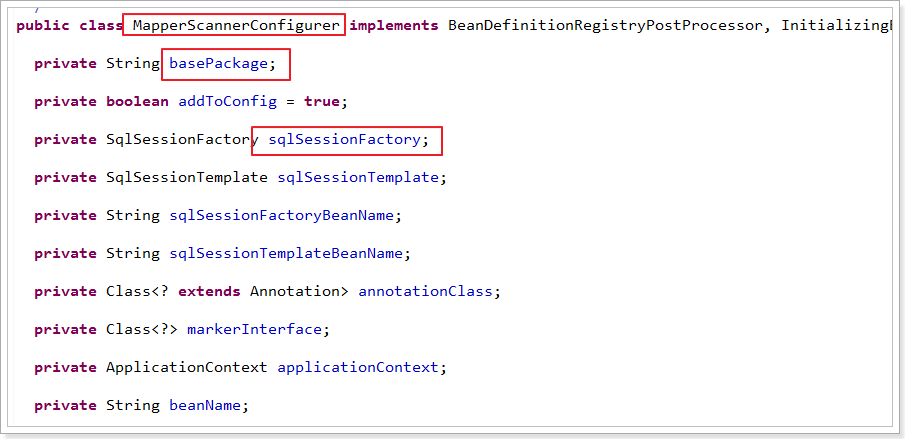 public class MapperScannerConfigurer implements BeanDefinitionRegistryPostProcessor, Initializing
private String basePackage;
private boolean addToConfig = true;
private SqlSessionFactory sqlSessionFactory;
private SqlSessionTemplate sqlSessionTemplate;
private String sqlSessionFactoryBeanName;
private String sqlSessionTemplateBeanName;
private Class<? extends Annotation> annotationClass;
private Class<?> markerInterface;
private ApplicationContext applicationContext;
private String beanName;